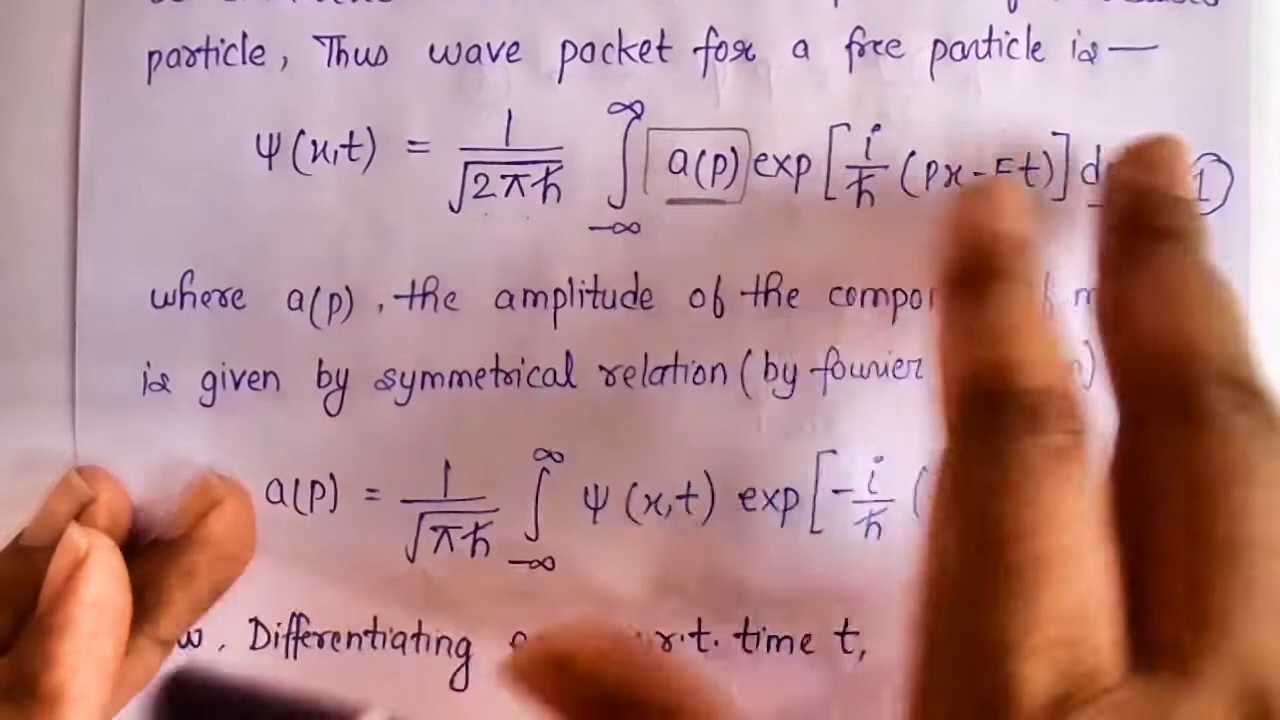 particle, Thus wave packet for a free particle is —
ψ(x,t) = 1/√2πℏ ∫_{-∞}^{∞} a(p) exp[i/ℏ (px-Et)] 1
where a(p), the amplitude of the
is given by symmetrical relation (by fourier
a(p) = 1/√πℏ ∫_{-∞}^{∞} ψ(x,t) exp[-i/ℏ (
Differentiating w.r.t. time t,